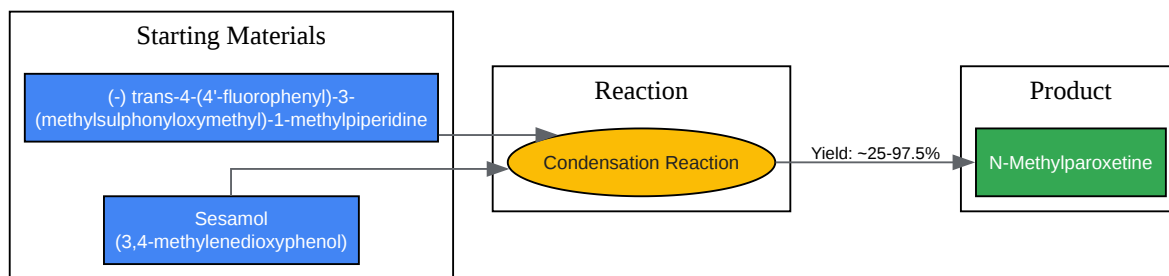 Starting Materials
(-) trans-4-(4'-fluorophenyl)-3-
(methylsulphonyloxymethyl)-1-methylpiperidine
Sesamol
(3,4-methylenedioxyphenol)
Reaction
Condensation Reaction
Yield: ~25-97.5%
Product
N-Methylparoxetine